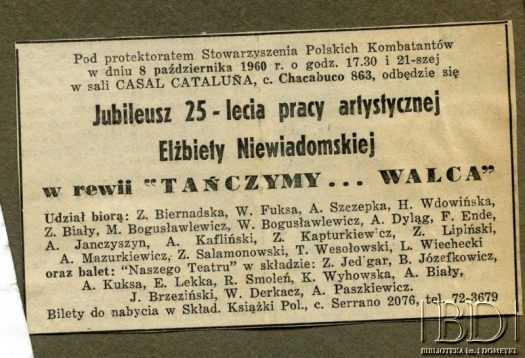 Pod protektoratem Stowarzyszenia Polskich Kombatantów
w dniu 8 października 1960 r. o godz. 17.30 i 21-szej
w sali CASAL CATALUÑA, c. Chacabuco 863, odbędzie się
Jubileusz 25-lecia pracy artystycznej
Elżbiety Niewiadomskiej
w rewii "TAŃCZYMY... WALCA"
Udział biorą: Z. Biernadska, W. Fuksa, A. Szczepka, H. Wdowińska,
Z. Biały, M. Bogusławlewicz, W. Bogusławlewicz, A. Dyląg, F. Ende,
A. Janczyszyn, A. Kafliński, Z. Kapturkiewicz, Z. Lipiński,
A. Mazurkiewicz, Z. Salamonowski, T. Wesołowski, L. Wiechecki
oraz balet: "Naszego Teatru" w składzie: Z. Jed'gar, B. Józefkowicz,
A. Kuksa, E. Lekka, R. Smoleń, K. Wyhowska, A. Biały,
J. Brzeziński, W. Derkacz, A. Paszkiewicz.
Bilety do nabycia w Skład. Książki Pol., c. Serrano 2076, tel. 72-3679
IBD
BIBLIOTEKA im. I. DOMEYKI